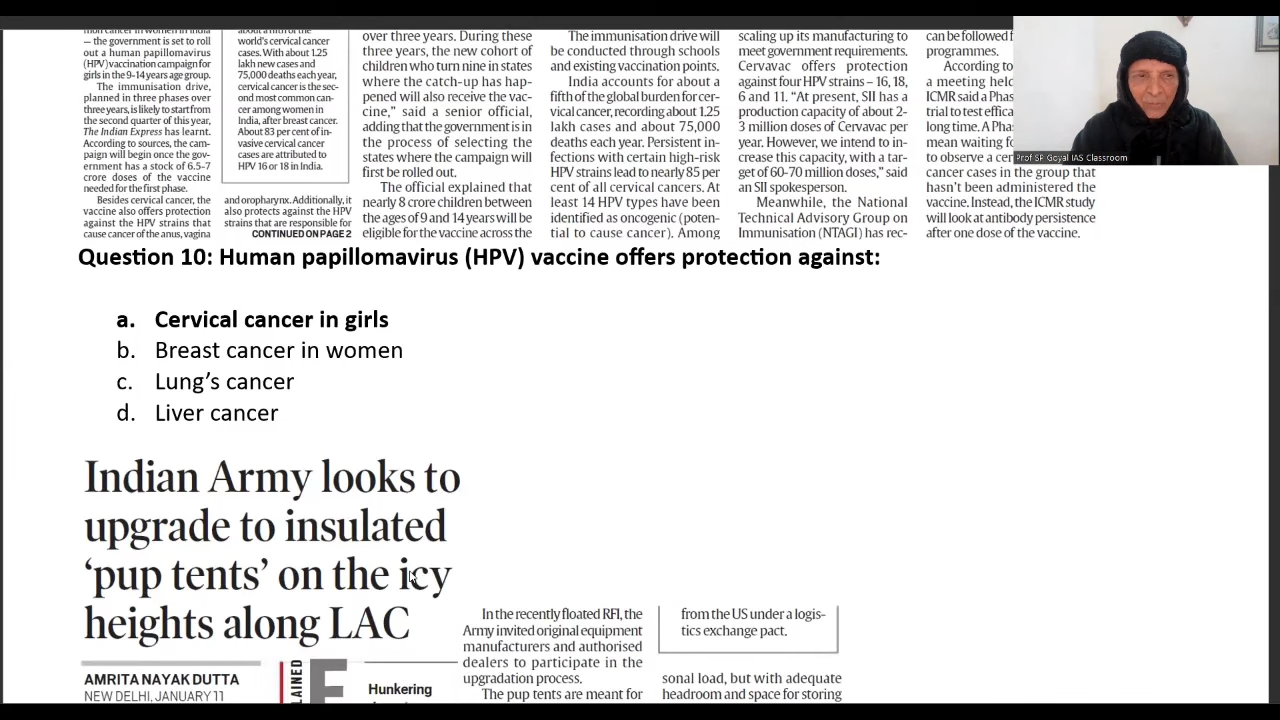 mon cancer in women in India
— the government is set to roll
out a human papillomavirus
(HPV) vaccination campaign for
girls in the 9-14 years age group.
The immunisation drive,
planned in three phases over
three years, is likely to start from
the second quarter of this year,
The Indian Express has learnt.
According to sources, the cam-
paign will begin once the gov-
ernment has a stock of 6.5-7
crore doses of the vaccine
needed for the first phase.
Besides cervical cancer, the
vaccine also offers protection
against the HPV strains that
cause cancer of the anus, vagina
about a fifth of the
world's cervical cancer
cases. With about 1.25
lakh new cases and
75,000 deaths each year,
cervical cancer is the sec-
ond most common can-
cer among women in
India, after breast cancer.
About 83 per cent of in-
vasive cervical cancer
cases are attributed to
HPV 16 or 18 in India.
and oropharynx. Additionally, it
also protects against the HPV
strains that are responsible for
CONTINUED ON PAGE 2
over three years. During these
three years, the new cohort of
children who turn nine in states
where the catch-up has hap-
pened will also receive the vac-
cine,” said a senior official,
adding that the government is in
the process of selecting the
states where the campaign will
first be rolled out.
The official explained that
nearly 8 crore children between
the ages of 9 and 14 years will be
eligible for the vaccine across the
The immunisation drive will
be conducted through schools
and existing vaccination points.
India accounts for about a
fifth of the global burden for cer-
vical cancer, recording about 1.25
lakh cases and about 75,000
deaths each year. Persistent in-
fections with certain high-risk
HPV strains lead to nearly 85 per
cent of all cervical cancers. At
least 14 HPV types have been
identified as oncogenic (poten-
tial to cause cancer). Among
scaling up its manufacturing to
meet government requirements.
Cervavac offers protection
against four HPV strains – 16, 18,
6 and 11. “At present, SII has a
production capacity of about 2-
3 million doses of Cervavac per
year. However, we intend to in-
crease this capacity, with a tar-
get of 60-70 million doses,” said
an SII spokesperson.
Meanwhile, the National
Technical Advisory Group on
Immunisation (NTAGI) has rec-
can be followed f
programmes.
According to
a meeting held
ICMR said a Phas
trial to test effica
long time. A Phas
mean waiting fo
to observe a cer
cancer cases in the group that
hasn't been administered the
vaccine. Instead, the ICMR study
will look at antibody persistence
after one dose of the vaccine.
Prof SP Goyal IAS Classroom
Question 10: Human papillomavirus (HPV) vaccine offers protection against:
a. Cervical cancer in girls
b. Breast cancer in women
c. Lung’s cancer
d. Liver cancer
Indian Army looks to
upgrade to insulated
‘pup tents’ on the icy
heights along LAC
AMRITA NAYAK DUTTA
NEW DELHI, JANUARY 11
LAINED
E
Hunkering
In the recently floated RFI, the
Army invited original equipment
manufacturers and authorised
dealers to participate in the
upgradation process.
The pup tents are meant for
from the US under a logis-
tics exchange pact.
sonal load, but with adequate
headroom and space for storing